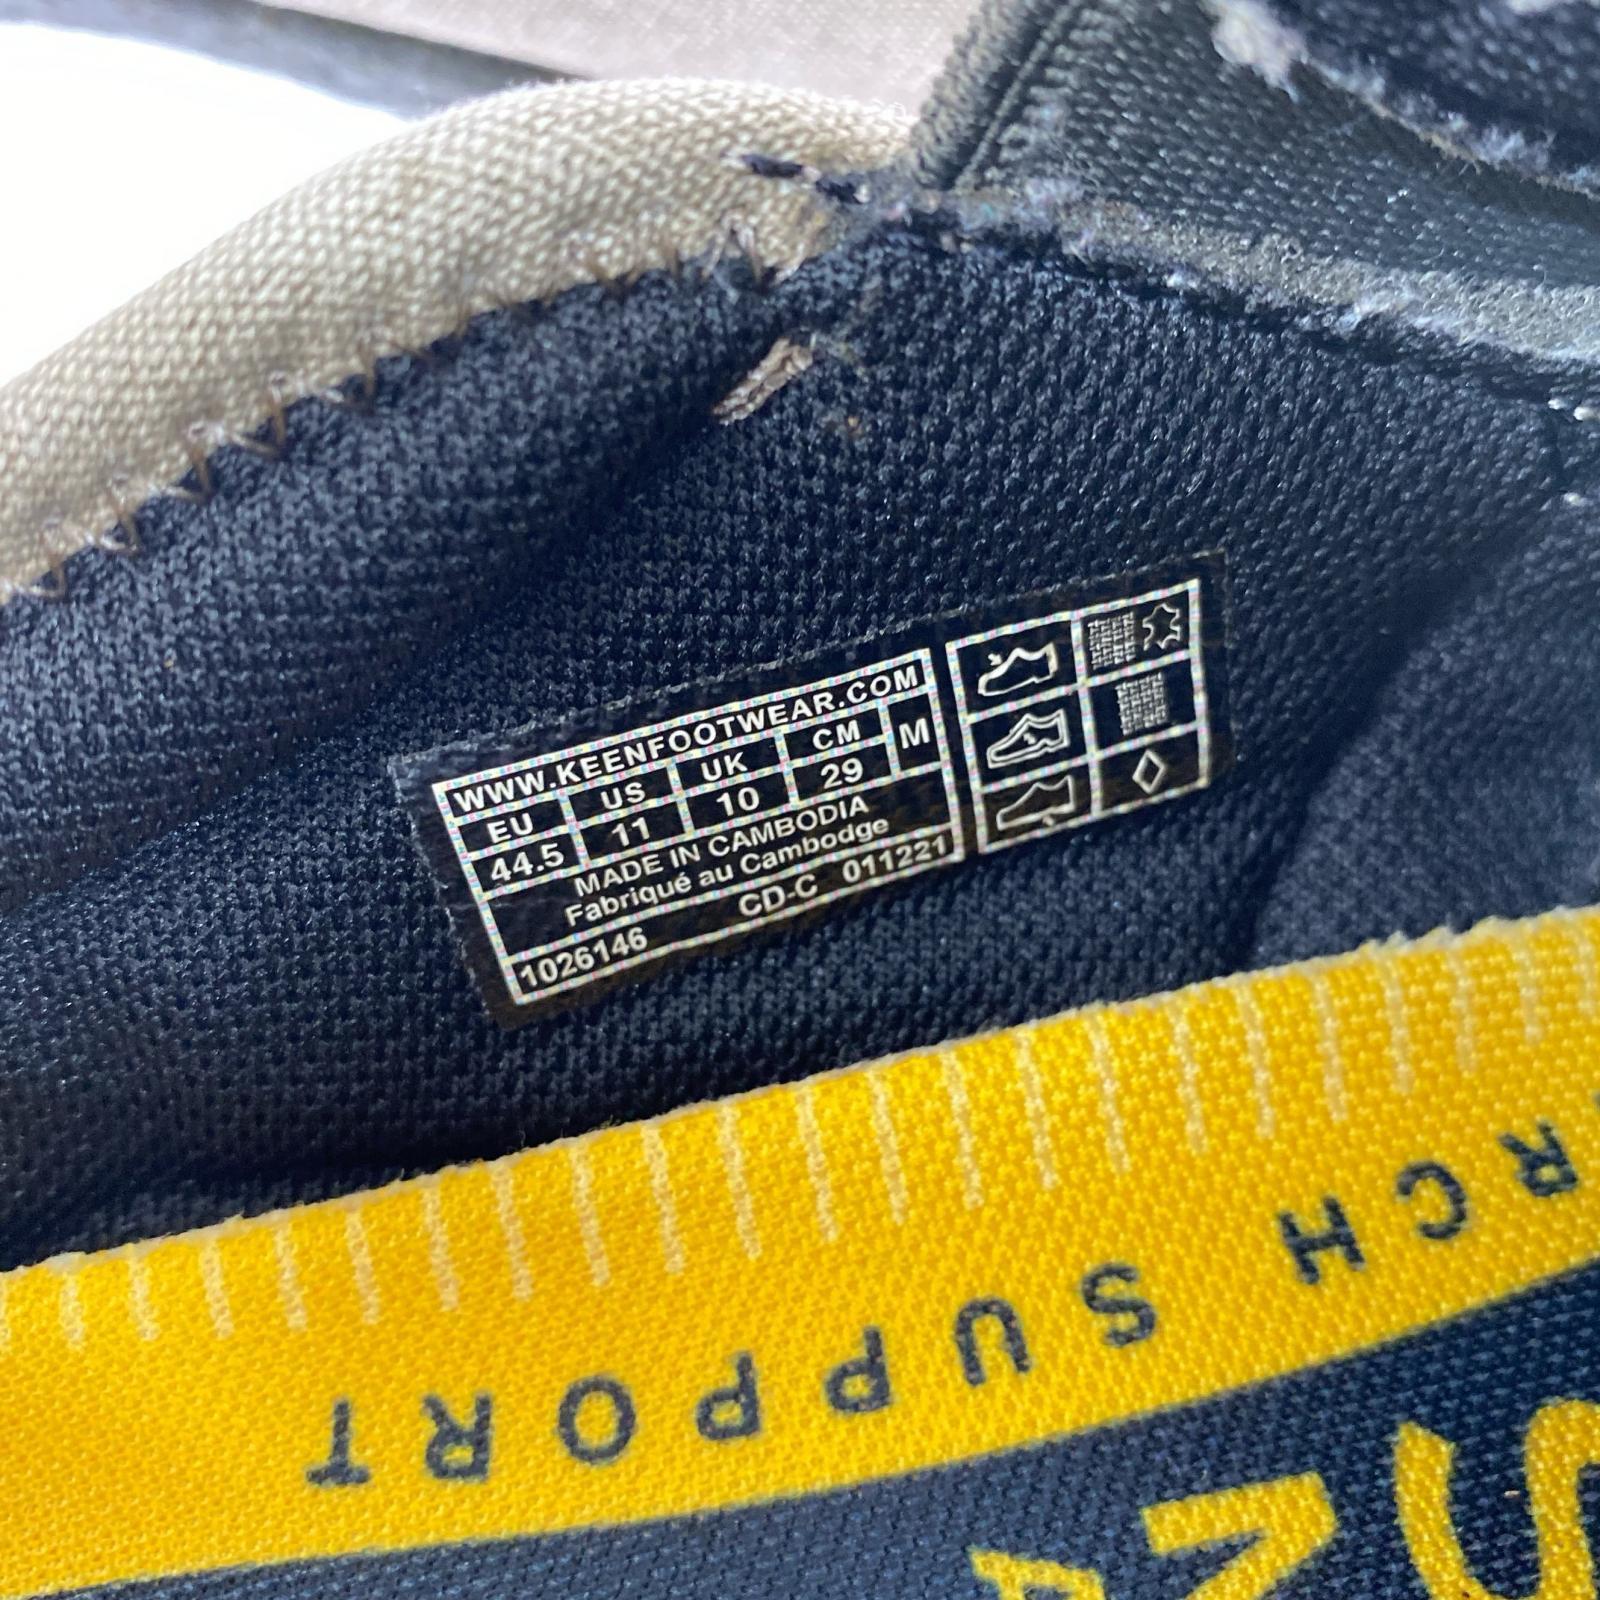 WWW.KEENFOOTWEAR.COM
EU US UK CM M
44.5 11 10 29
MADE IN CAMBODIA
Fabriqué au Cambodge
1026146 CD-C 011221
RCH SUPPORT